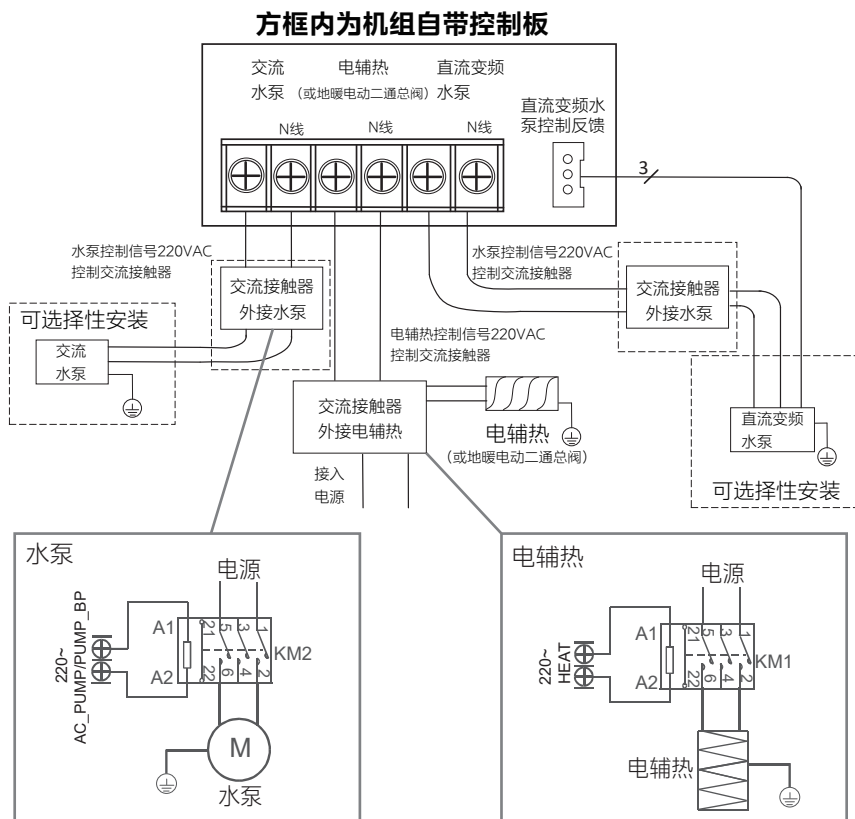 方框内为机组自带控制板
交流
水泵
电辅热
(或地暖电动二通总阀)
直流变频
水泵
直流变频水
泵控制反馈
N线
N线
N线
3
水泵控制信号220VAC
控制交流接触器
水泵控制信号220VAC
控制交流接触器
交流接触器
外接水泵
交流接触器
外接水泵
可选择性安装
交流
水泵
电辅热控制信号220VAC
控制交流接触器
交流接触器
外接电辅热
电辅热
(或地暖电动二通总阀)
接入
电源
直流变频
水泵
可选择性安装
水泵
电源
220~
AC_PUMP/PUMP_BP
A1
A2
21
5
3
1
22
6
4
2
KM2
M
水泵
电辅热
电源
220~
HEAT
A1
A2
21
5
3
1
22
6
4
2
KM1
电辅热